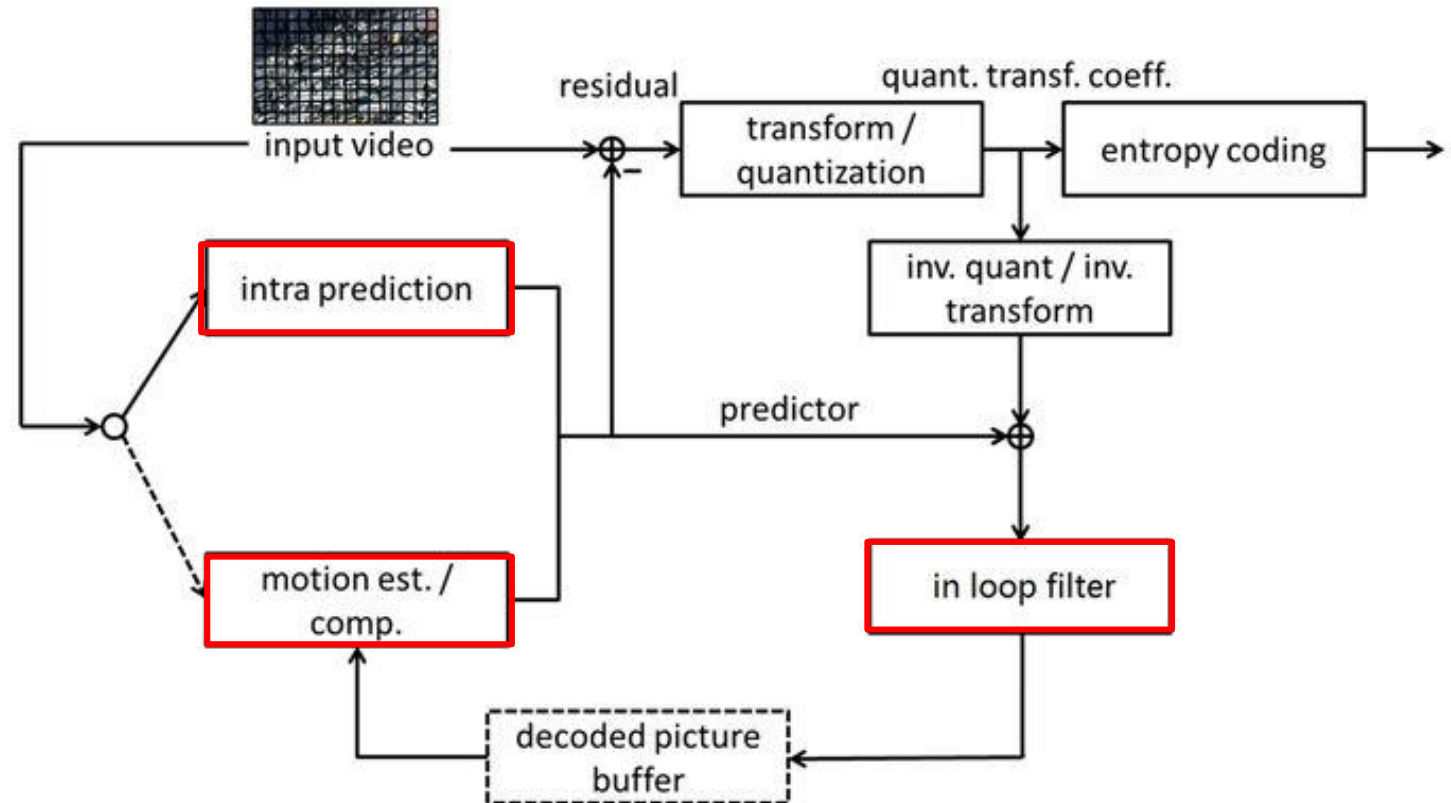 input video
residual
transform /
quantization
quant. transf. coeff.
entropy coding
inv. quant / inv.
transform
intra prediction
predictor
motion est. /
comp.
in loop filter
decoded picture
buffer